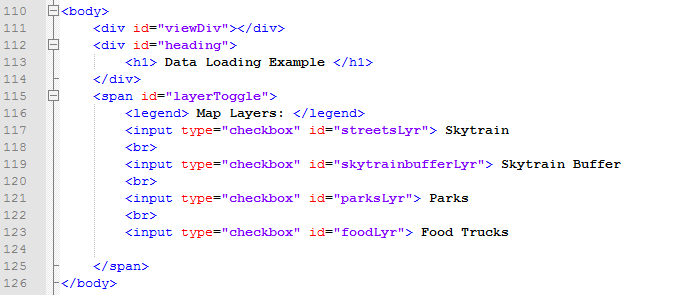 110 <body>
111 <div id="viewDiv"></div>
112 <div id="heading">
113 <h1> Data Loading Example </h1>
114 </div>
115 <span id="layerToggle">
116 <legend> Map Layers: </legend>
117 <input type="checkbox" id="streetsLyr"> Skytrain
118 <br>
119 <input type="checkbox" id="skytrainbufferLyr"> Skytrain Buffer
120 <br>
121 <input type="checkbox" id="parksLyr"> Parks
122 <br>
123 <input type="checkbox" id="foodLyr"> Food Trucks
124
125 </span>
126 </body>